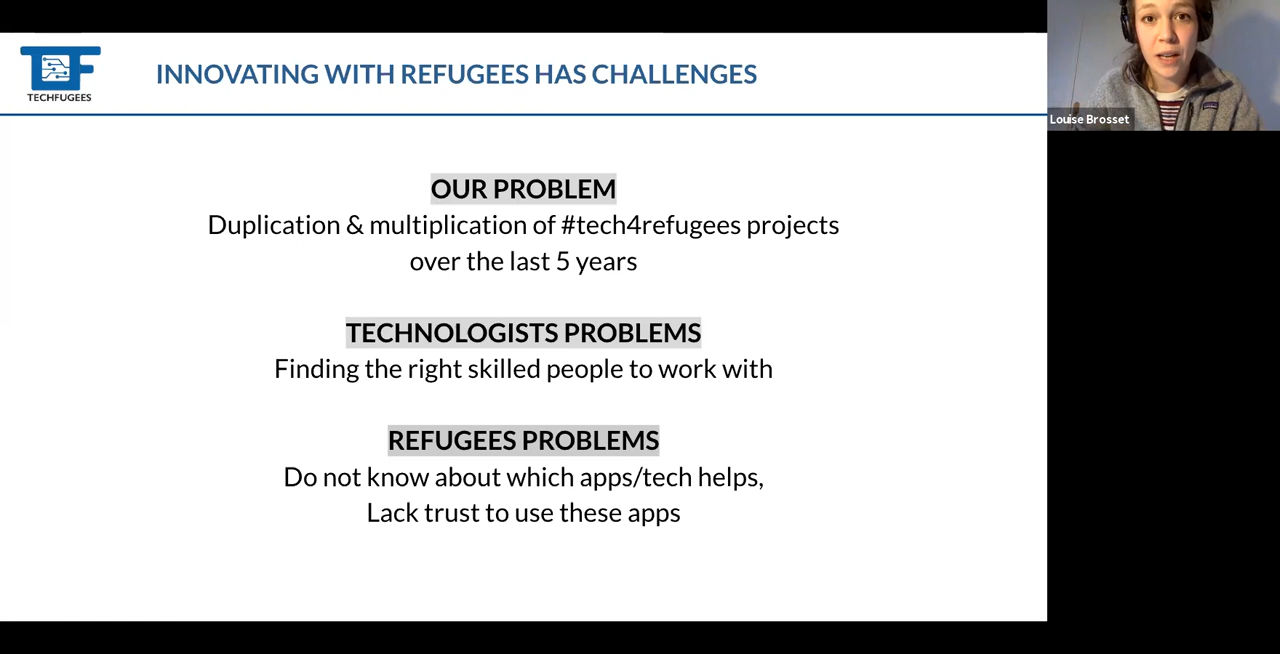 TECHFUGEES
INNOVATING WITH REFUGEES HAS CHALLENGES
Louise Brosset
OUR PROBLEM
Duplication & multiplication of #tech4refugees projects
over the last 5 years
TECHNOLOGISTS PROBLEMS
Finding the right skilled people to work with
REFUGEES PROBLEMS
Do not know about which apps/tech helps,
Lack trust to use these apps